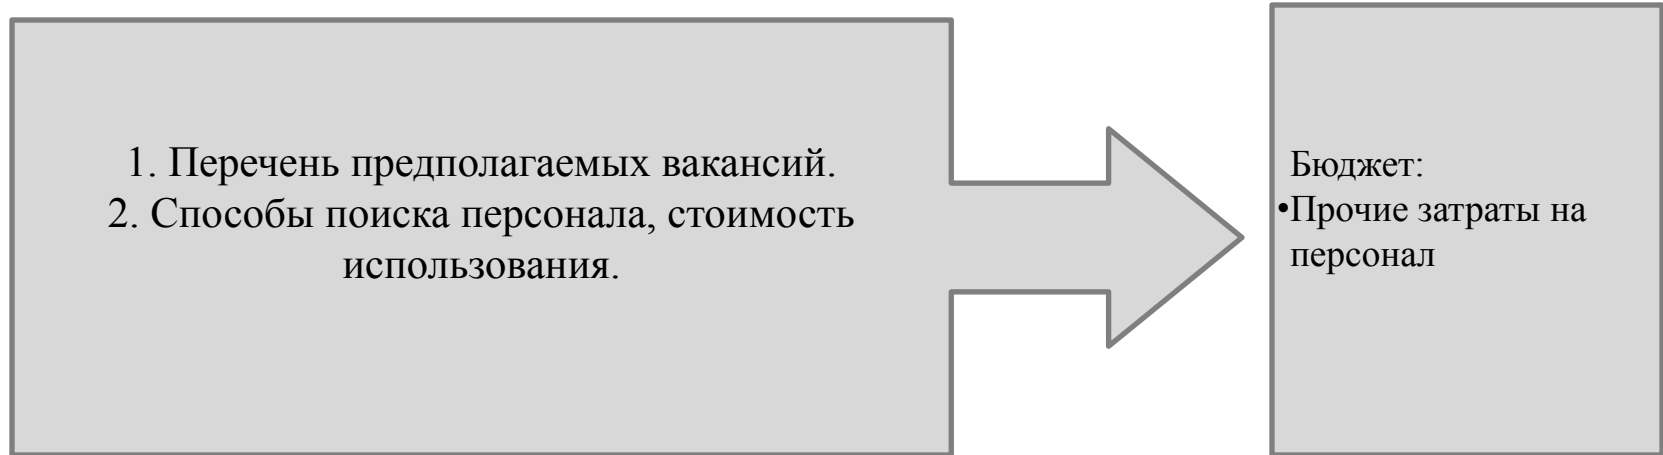 1. Перечень предполагаемых вакансий.
2. Способы поиска персонала, стоимость
использования.
Бюджет:
•Прочие затраты на
персонал